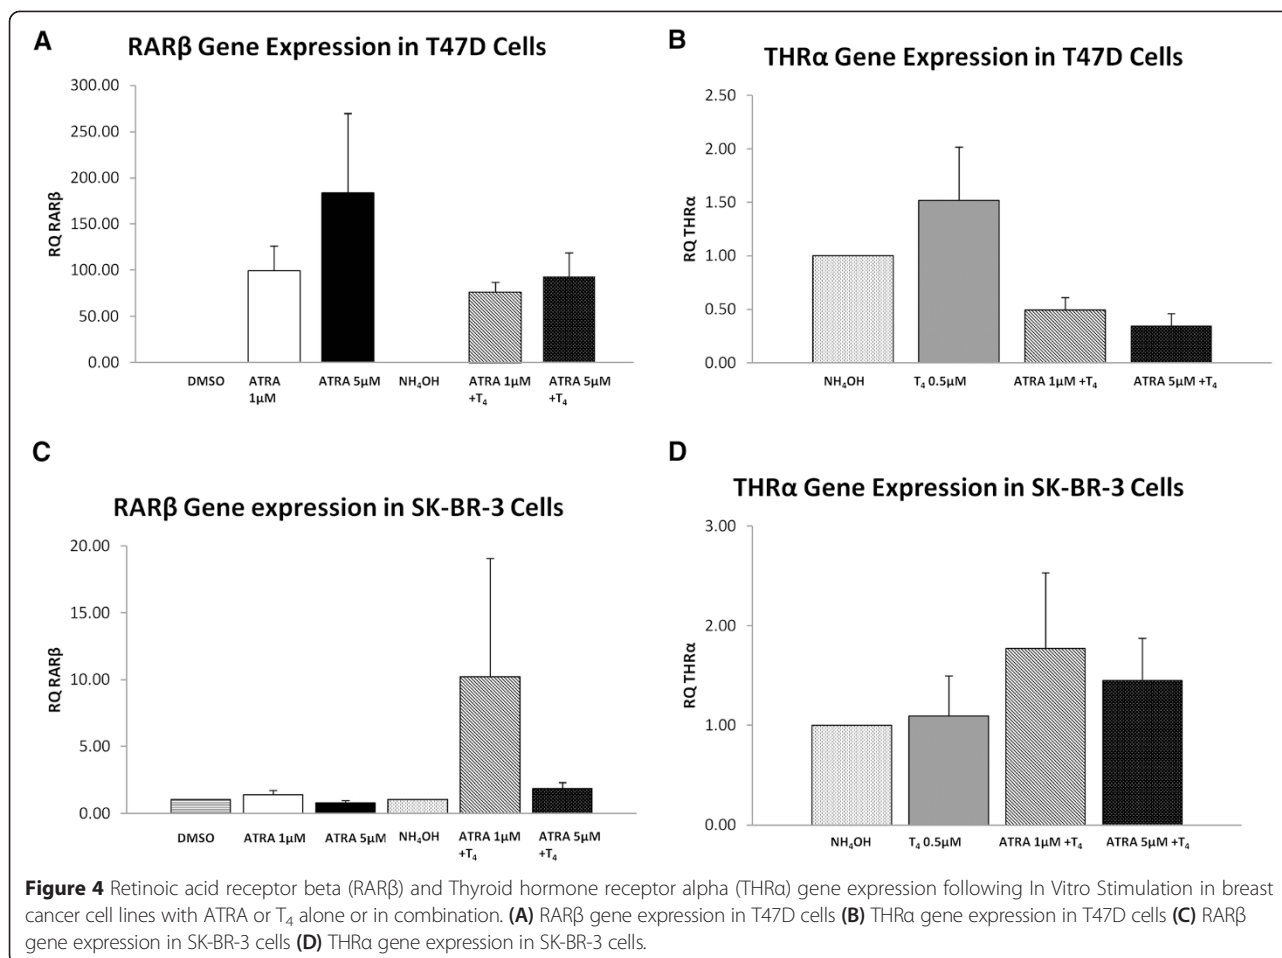 A
RARβ Gene Expression in T47D Cells
300.00
250.00
200.00
150.00
100.00
50.00
0.00
RQ RARβ
DMSO
ATRA
1μM
ATRA 5μM
NH₄OH
ATRA 1μM
+T₄
ATRA 5μM
+T₄
B
THRα Gene Expression in T47D Cells
2.50
2.00
1.50
1.00
0.50
0.00
RQ THRα
NH₄OH
T₄ 0.5μM
ATRA 1μM +T₄
ATRA 5μM +T₄
C
RARβ Gene expression in SK-BR-3 Cells
20.00
15.00
10.00
5.00
0.00
RQ RARβ
DMSO
ATRA 1μM
ATRA 5μM
NH₄OH
ATRA 1μM
+T₄
ATRA 5μM
+T₄
D
THRα Gene Expression in SK-BR-3 Cells
3.00
2.00
1.00
0.00
RQ THRα
NH₄OH
T₄ 0.5μM
ATRA 1μM +T₄
ATRA 5μM +T₄
Figure 4 Retinoic acid receptor beta (RARβ) and Thyroid hormone receptor alpha (THRα) gene expression following In Vitro Stimulation in breast
cancer cell lines with ATRA or T₄ alone or in combination. (A) RARβ gene expression in T47D cells (B) THRα gene expression in T47D cells (C) RARβ
gene expression in SK-BR-3 cells (D) THRα gene expression in SK-BR-3 cells.